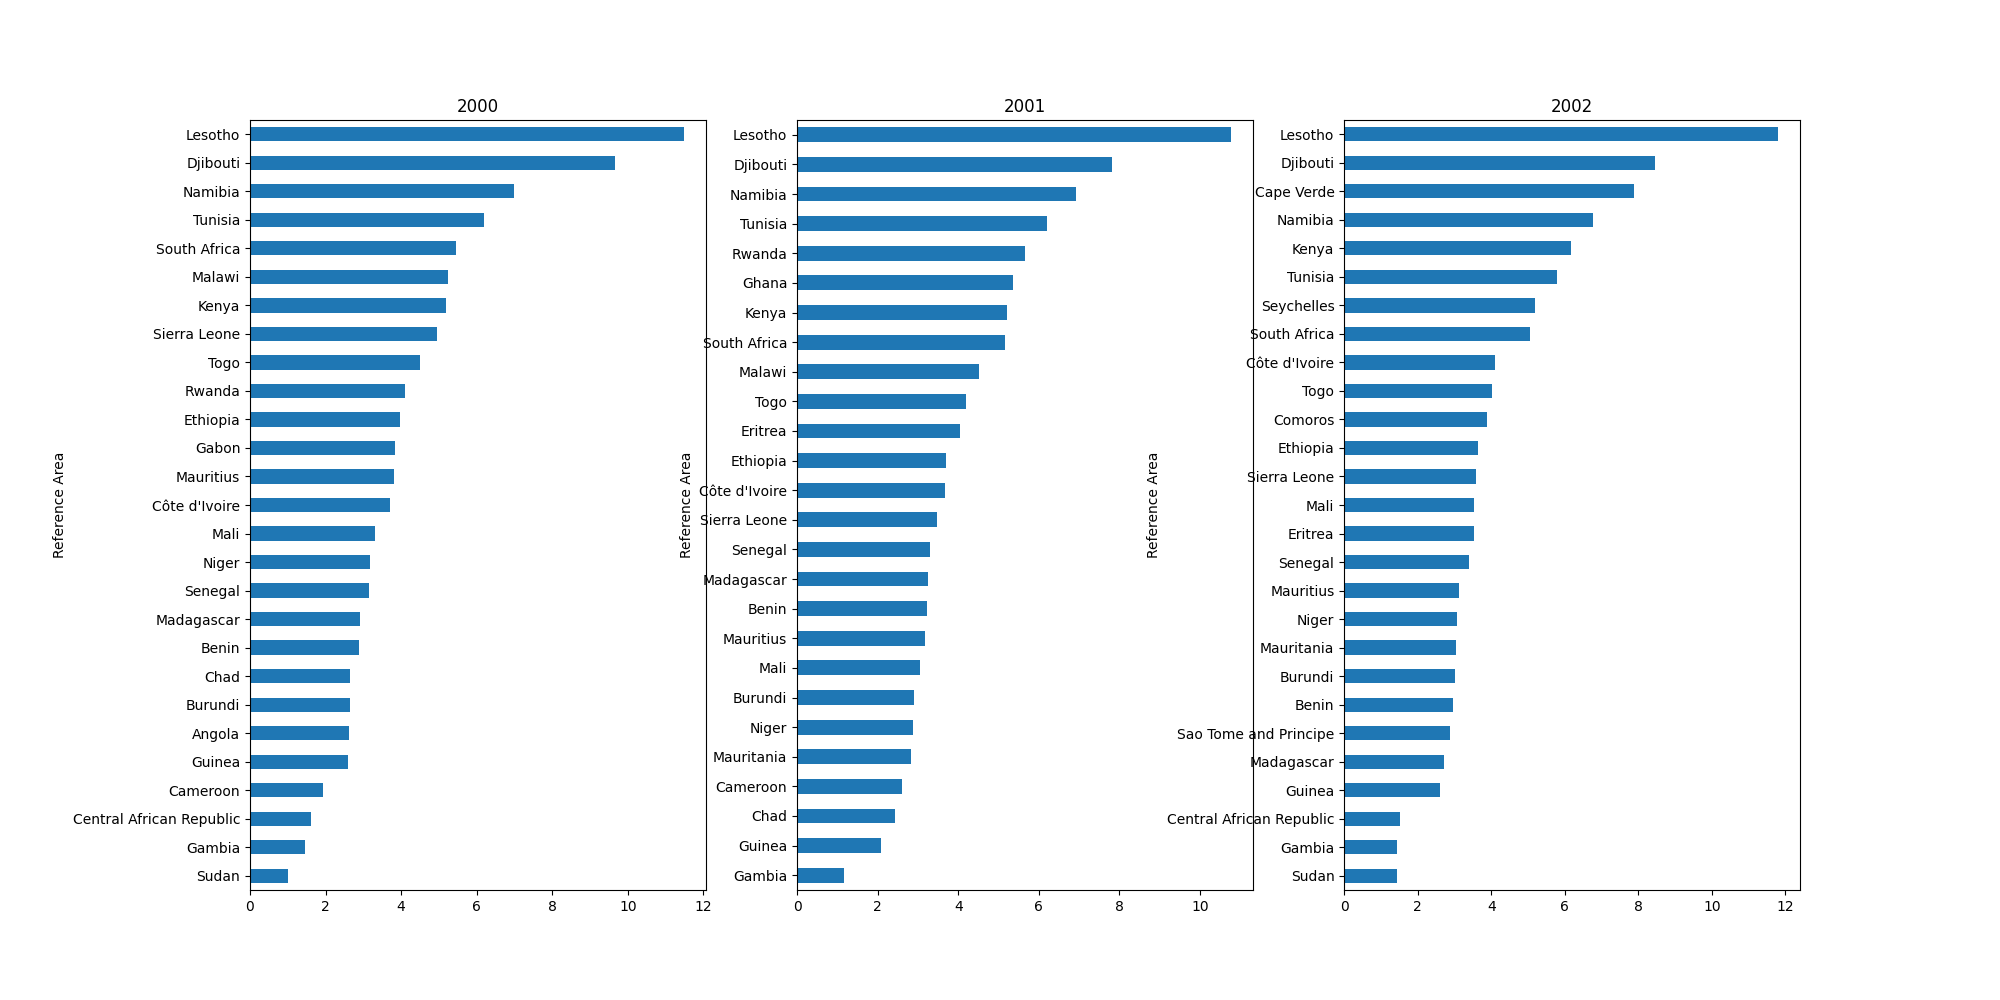 2000
Reference Area
Lesotho
Djibouti
Namibia
Tunisia
South Africa
Malawi
Kenya
Sierra Leone
Togo
Rwanda
Ethiopia
Gabon
Mauritius
Côte d'Ivoire
Mali
Niger
Senegal
Madagascar
Benin
Chad
Burundi
Angola
Guinea
Cameroon
Central African Republic
Gambia
Sudan
0 2 4 6 8 10 12
2001
Reference Area
Lesotho
Djibouti
Namibia
Tunisia
Rwanda
Ghana
Kenya
South Africa
Malawi
Togo
Eritrea
Ethiopia
Côte d'Ivoire
Sierra Leone
Senegal
Madagascar
Benin
Mauritius
Mali
Burundi
Niger
Mauritania
Cameroon
Chad
Guinea
Gambia
0 2 4 6 8 10
2002
Reference Area
Lesotho
Djibouti
Cape Verde
Namibia
Kenya
Tunisia
Seychelles
South Africa
Côte d'Ivoire
Togo
Comoros
Ethiopia
Sierra Leone
Mali
Eritrea
Senegal
Mauritius
Niger
Mauritania
Burundi
Benin
Sao Tome and Principe
Madagascar
Guinea
Central African Republic
Gambia
Sudan
0 2 4 6 8 10 12